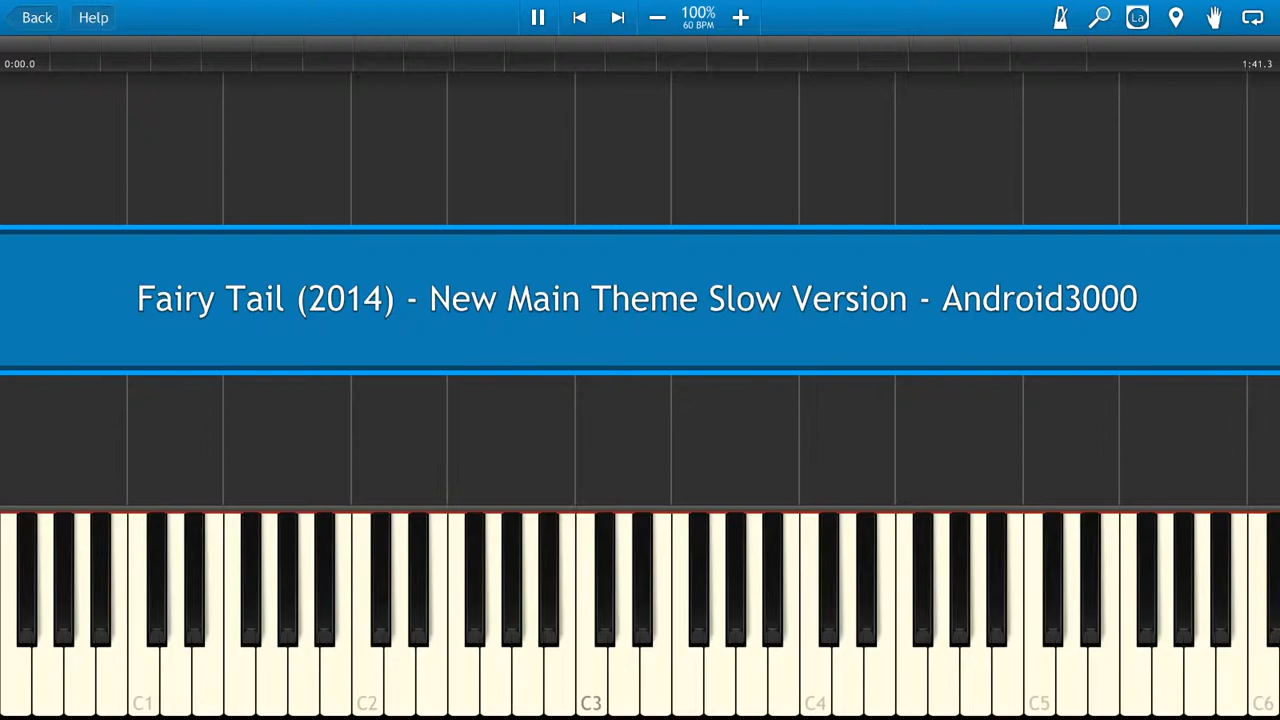 Back Help 100% La
60 BPM
0:00.0 1:41.3
Fairy Tail (2014) - New Main Theme Slow Version - Android3000
C1 C2 C3 C4 C5 C6